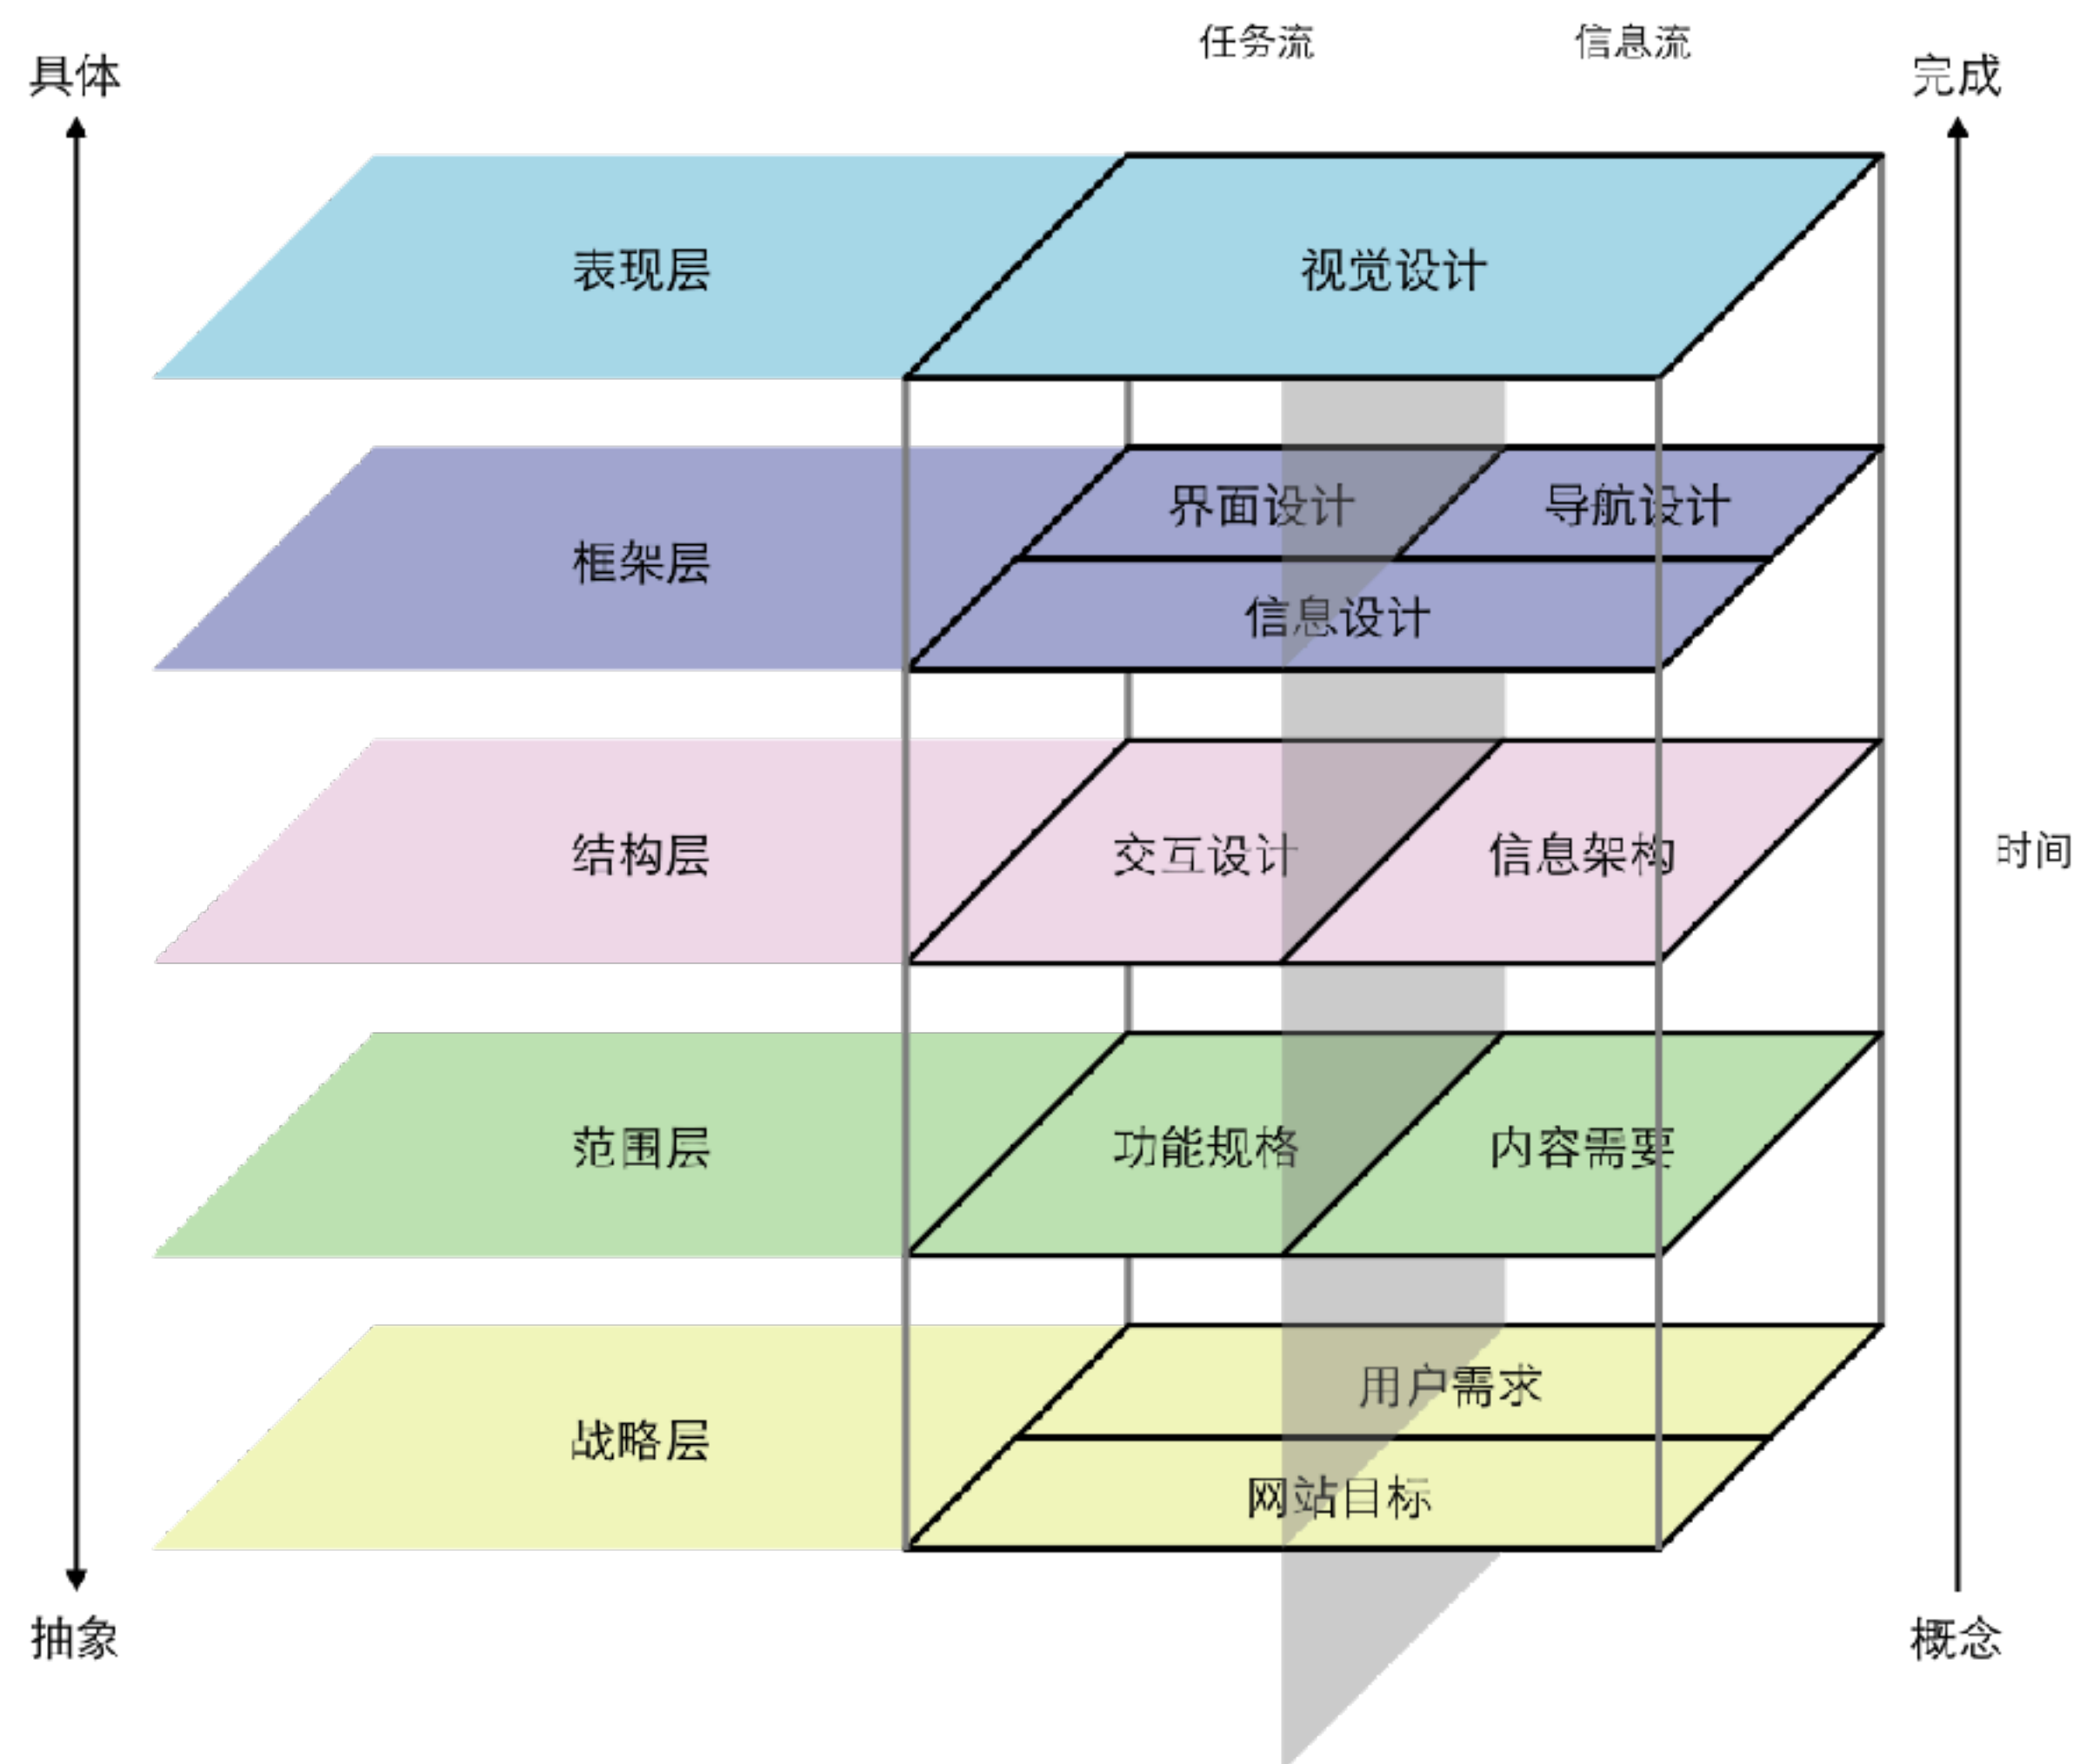 任务流 信息流
具体 完成
表现层 视觉设计
界面设计 导航设计
框架层
信息设计
结构层 交互设计 信息架构 时间
范围层 功能规格 内容需要
用户需求
战略层
网站目标
抽象 概念